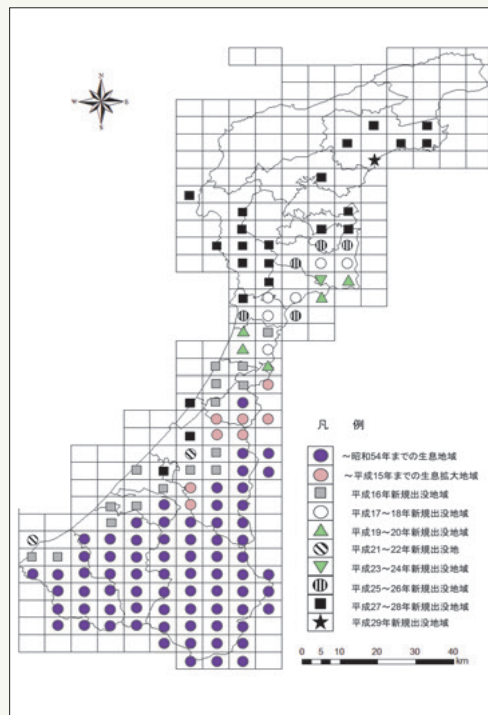 N
W
E
S
凡 例
～昭和54年までの生息地域
～平成15年までの生息拡大地域
平成16年新規出没地域
平成17～18年新規出没地域
平成19～20年新規出没地域
平成21～22年新規出没地
平成23～24年新規出没地域
平成25～26年新規出没地域
平成27～28年新規出没地域
平成29年新規出没地域
0 5 10 20 30 40
km